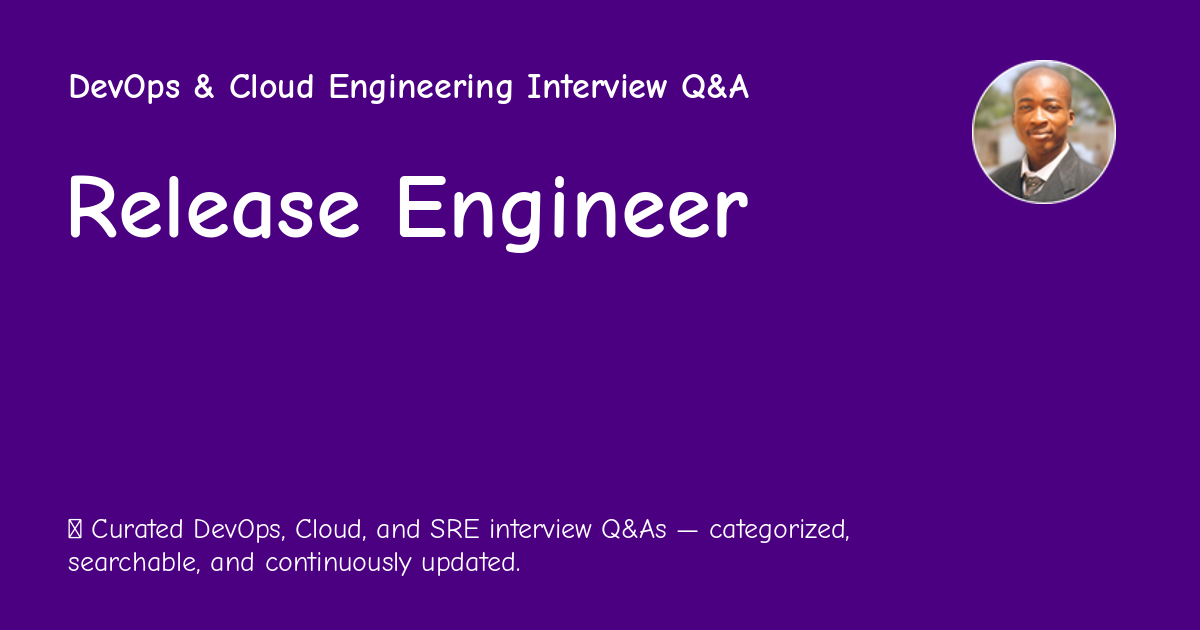 DevOps & Cloud Engineering Interview Q&A
Release Engineer
Curated DevOps, Cloud, and SRE interview Q&As — categorized,
searchable, and continuously updated.